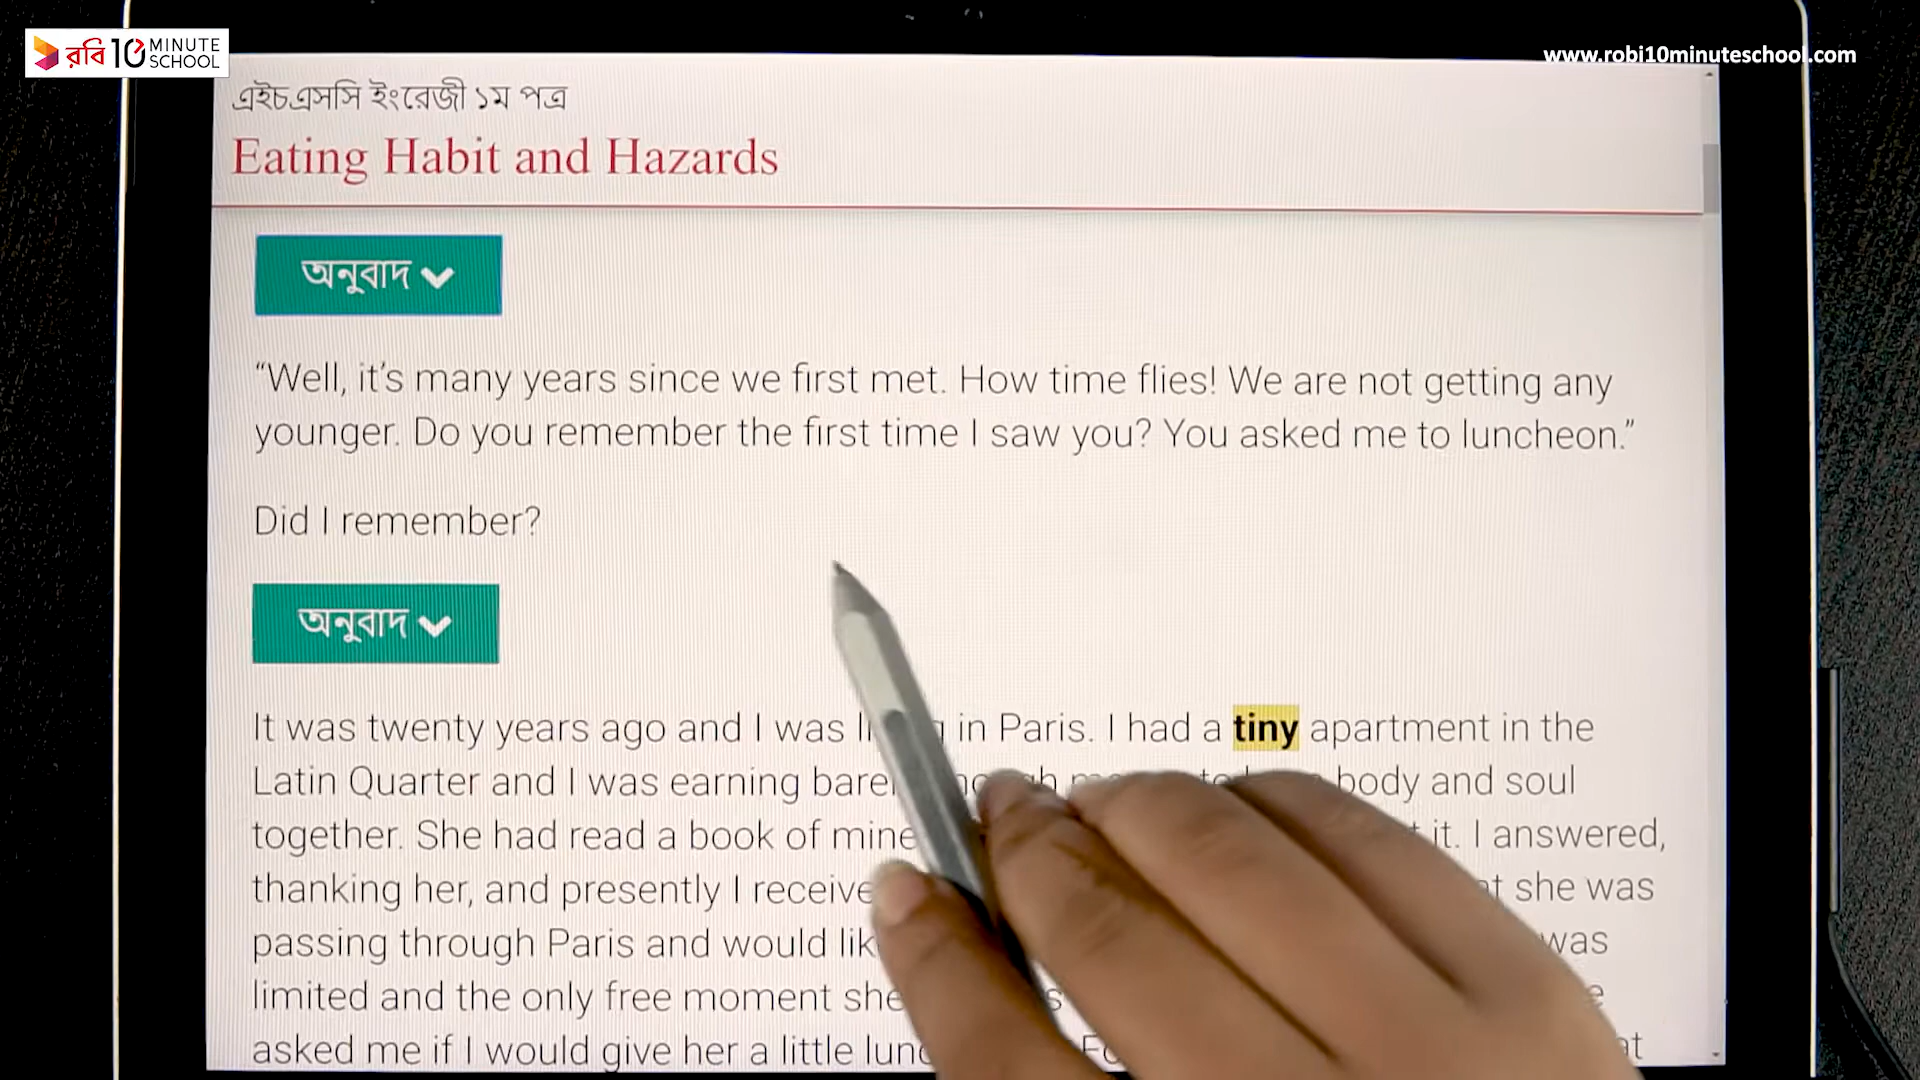 রবি 10 MINUTE SCHOOL
www.robi10minuteschool.com
এইচএসসি ইংরেজী ১ম পত্র
Eating Habit and Hazards
অনুবাদ
“Well, it’s many years since we first met. How time flies! We are not getting any
younger. Do you remember the first time I saw you? You asked me to luncheon.”
Did I remember?
অনুবাদ
It was twenty years ago and I was in Paris. I had a tiny apartment in the
Latin Quarter and I was earning body and soul
together. She had read a book of mine it. I answered,
thanking her, and presently I she was
passing through Paris and would was
limited and the only free moment she
asked me if I would give her a little